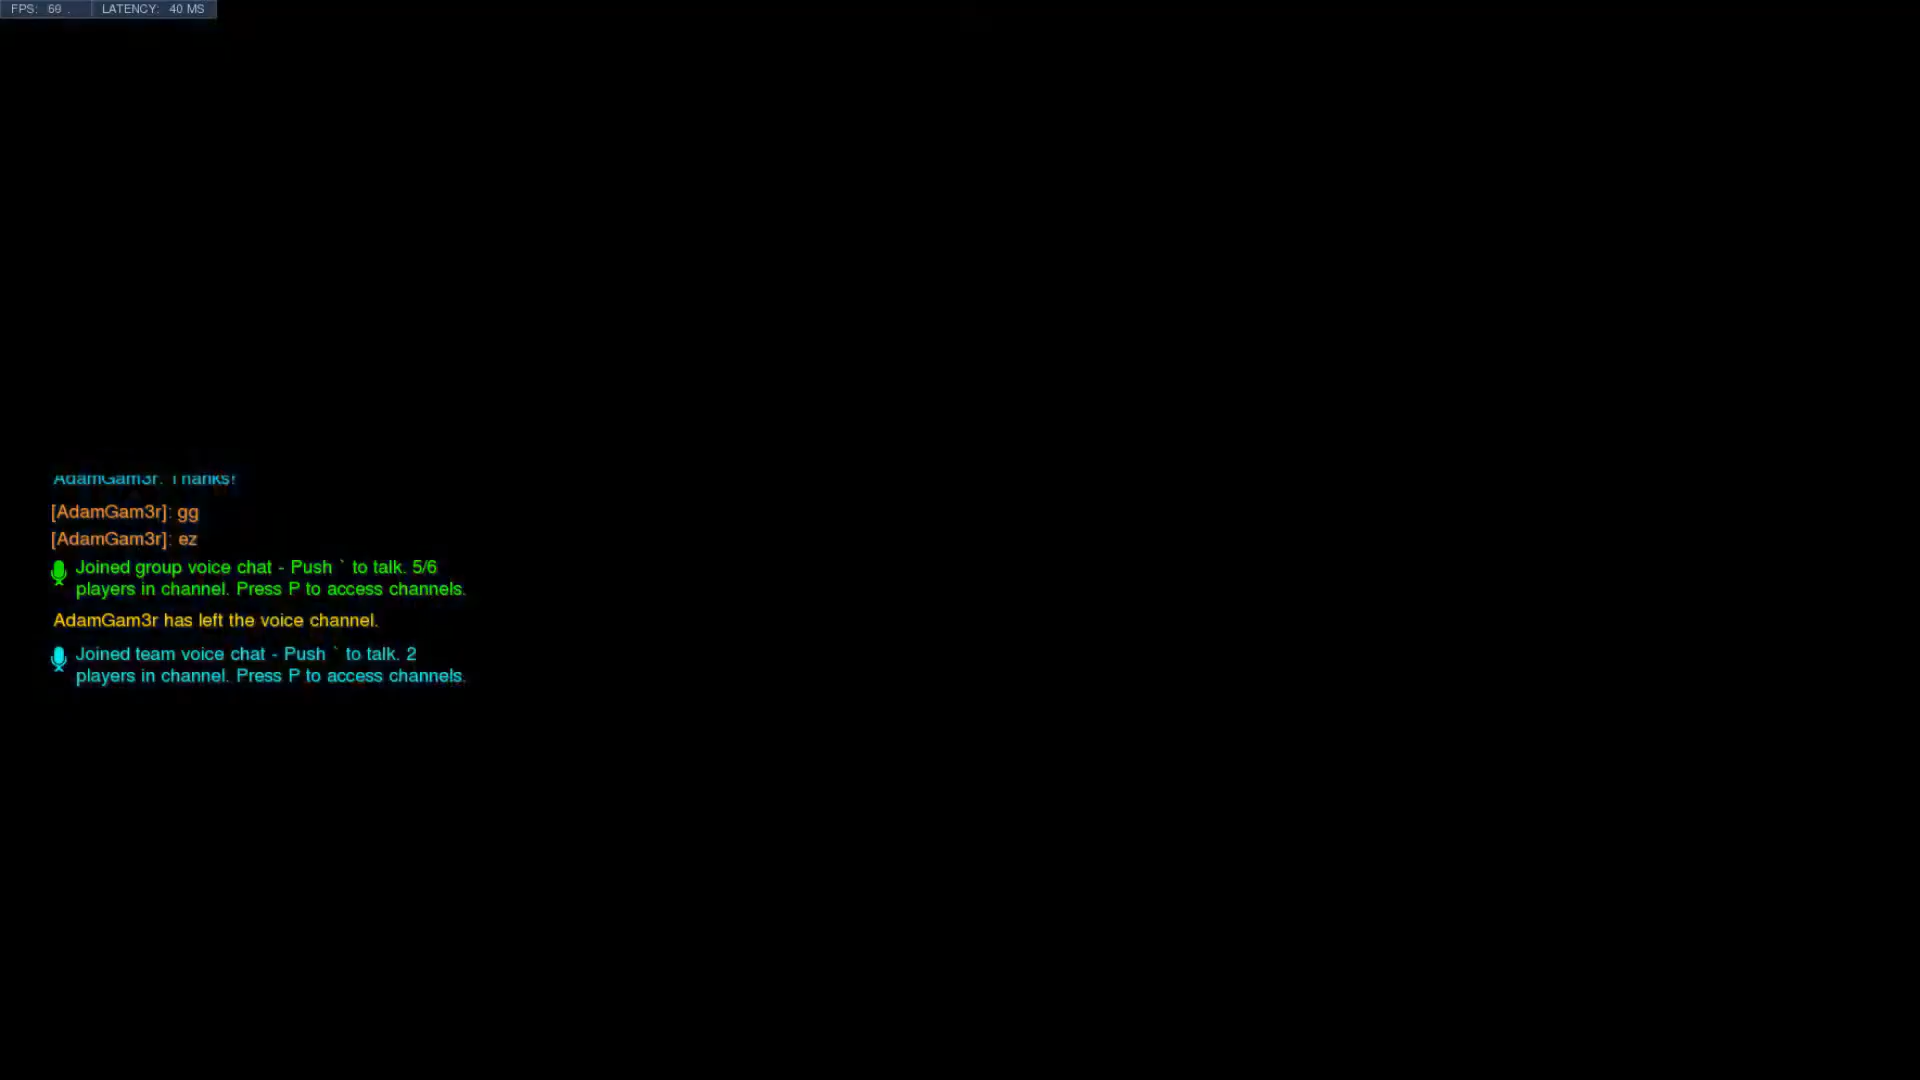 FPS: LATENCY: 40 MS
AdamGam3r: Thanks!
[AdamGam3r]: gg
[AdamGam3r]: ez
Joined group voice chat - Push ` to talk. 5/6
players in channel. Press P to access channels.
AdamGam3r has left the voice channel.
Joined team voice chat - Push ` to talk. 2
players in channel. Press P to access channels.